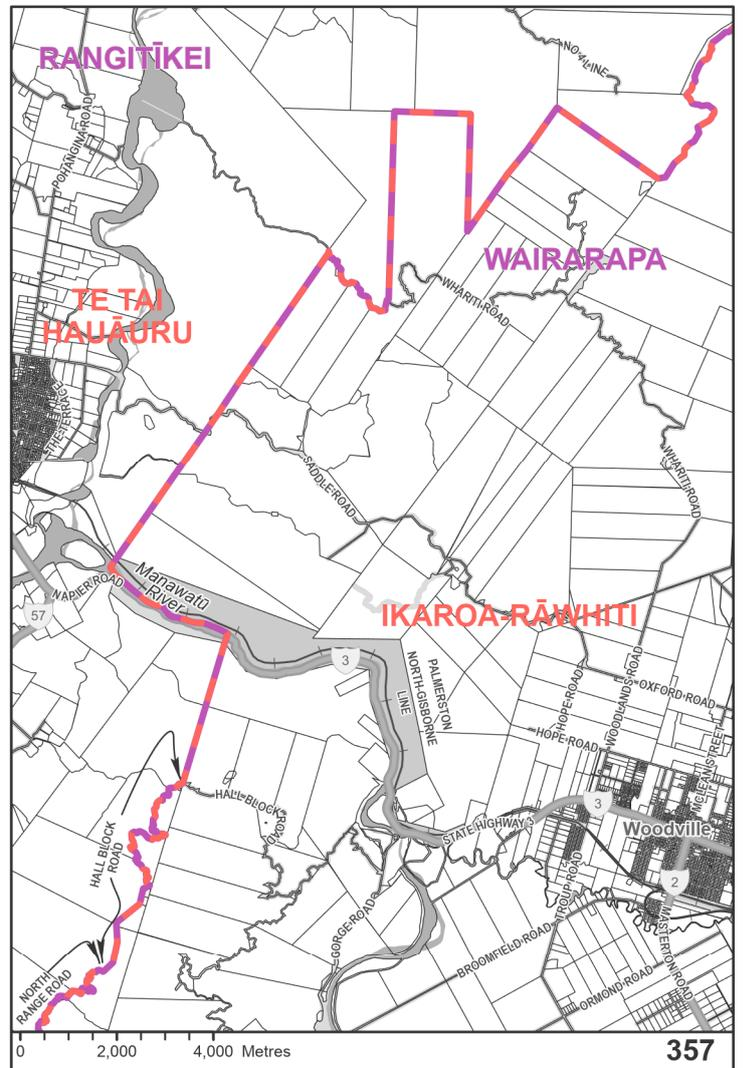 RANGITĪKEI
NO 4 LINE
POHANGINA ROAD
WAIRARAPA
TE TAI
HAUĀURU
WHARITI ROAD
THE TERRACE
SADDLE ROAD
WHARITI ROAD
NAPIER ROAD
Manawatū
River
57
IKAROA-RĀWHITI
3
PALMERSTON
NORTH-GISBORNE
LINE
HOPE ROAD
WOODLANDS ROAD
OXFORD ROAD
HOPE ROAD
MCLEAN STREET
HALL BLOCK ROAD
STATE HIGHWAY 3
3
Woodville
HALL BLOCK
ROAD
2
TROUP ROAD
GORGE ROAD
BROOMFIELD ROAD
MASTERTON ROAD
NORTH
RANGE ROAD
ORMOND ROAD
0 2,000 4,000 Metres
357